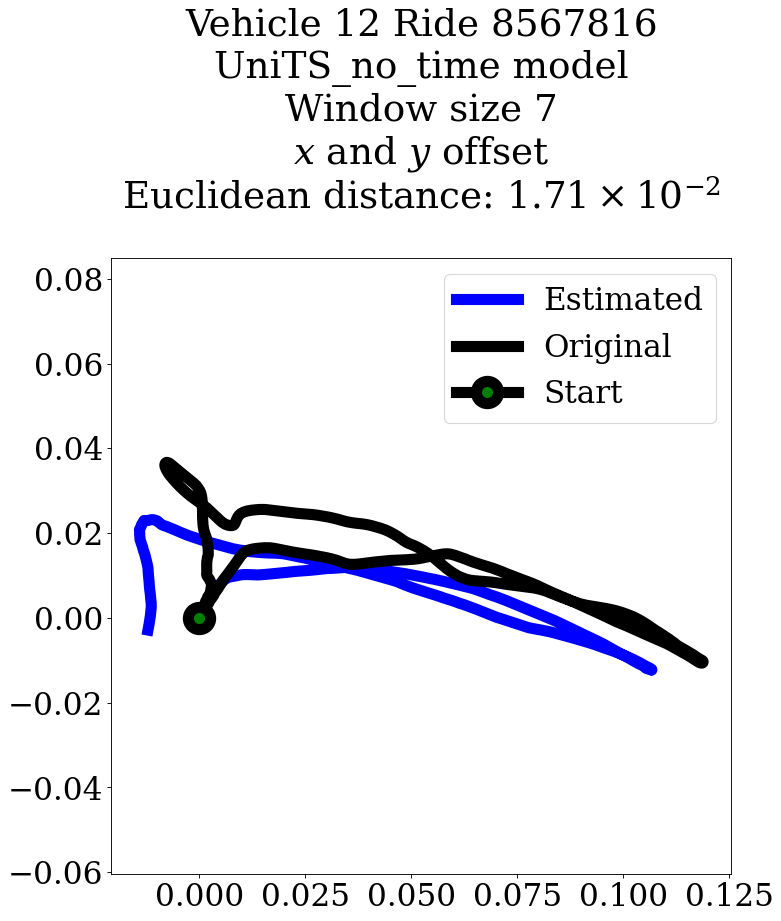 Vehicle 12 Ride 8567816
UniTS_no_time model
Window size 7
x and y offset
Euclidean distance: 1.71 × 10⁻²
Estimated
Original
Start
0.08
0.06
0.04
0.02
0.00
−0.02
−0.04
−0.06
0.000 0.025 0.050 0.075 0.100 0.125